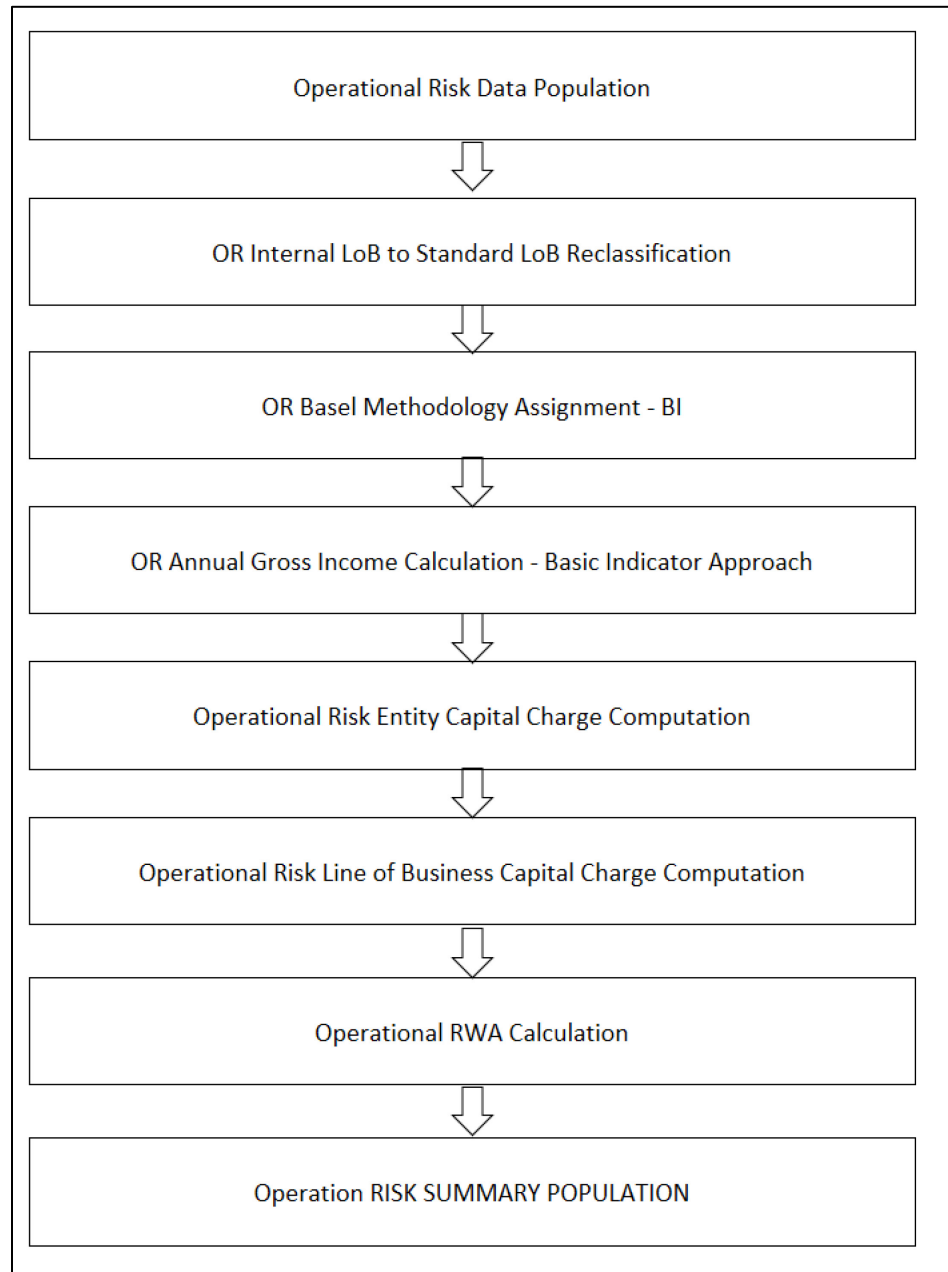 Operational Risk Data Population
OR Internal LoB to Standard LoB Reclassification
OR Basel Methodology Assignment - BI
OR Annual Gross Income Calculation - Basic Indicator Approach
Operational Risk Entity Capital Charge Computation
Operational Risk Line of Business Capital Charge Computation
Operational RWA Calculation
Operation RISK SUMMARY POPULATION